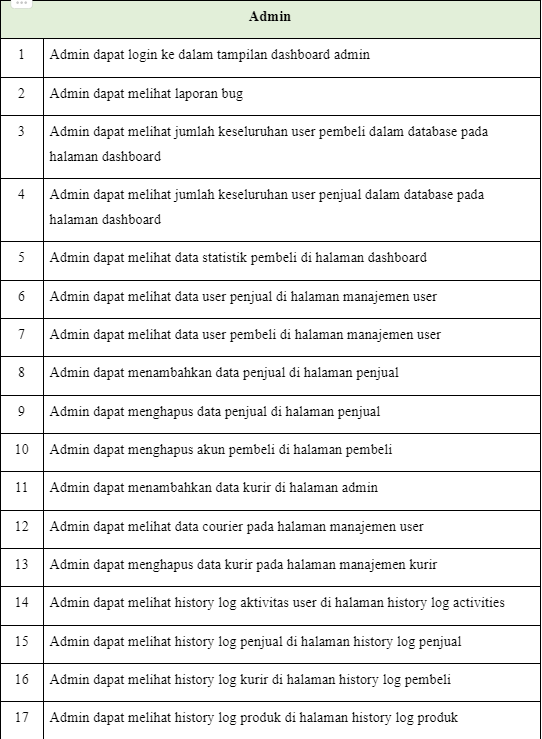 Admin
1 Admin dapat login ke dalam tampilan dashboard admin
2 Admin dapat melihat laporan bug
3 Admin dapat melihat jumlah keseluruhan user pembeli dalam database pada
halaman dashboard
4 Admin dapat melihat jumlah keseluruhan user penjual dalam database pada
halaman dashboard
5 Admin dapat melihat data statistik pembeli di halaman dashboard
6 Admin dapat melihat data user penjual di halaman manajemen user
7 Admin dapat melihat data user pembeli di halaman manajemen user
8 Admin dapat menambahkan data penjual di halaman penjual
9 Admin dapat menghapus data penjual di halaman penjual
10 Admin dapat menghapus akun pembeli di halaman pembeli
11 Admin dapat menambahkan data kurir di halaman admin
12 Admin dapat melihat data courier pada halaman manajemen user
13 Admin dapat menghapus data kurir pada halaman manajemen kurir
14 Admin dapat melihat history log aktivitas user di halaman history log activities
15 Admin dapat melihat history log penjual di halaman history log penjual
16 Admin dapat melihat history log kurir di halaman history log pembeli
17 Admin dapat melihat history log produk di halaman history log produk